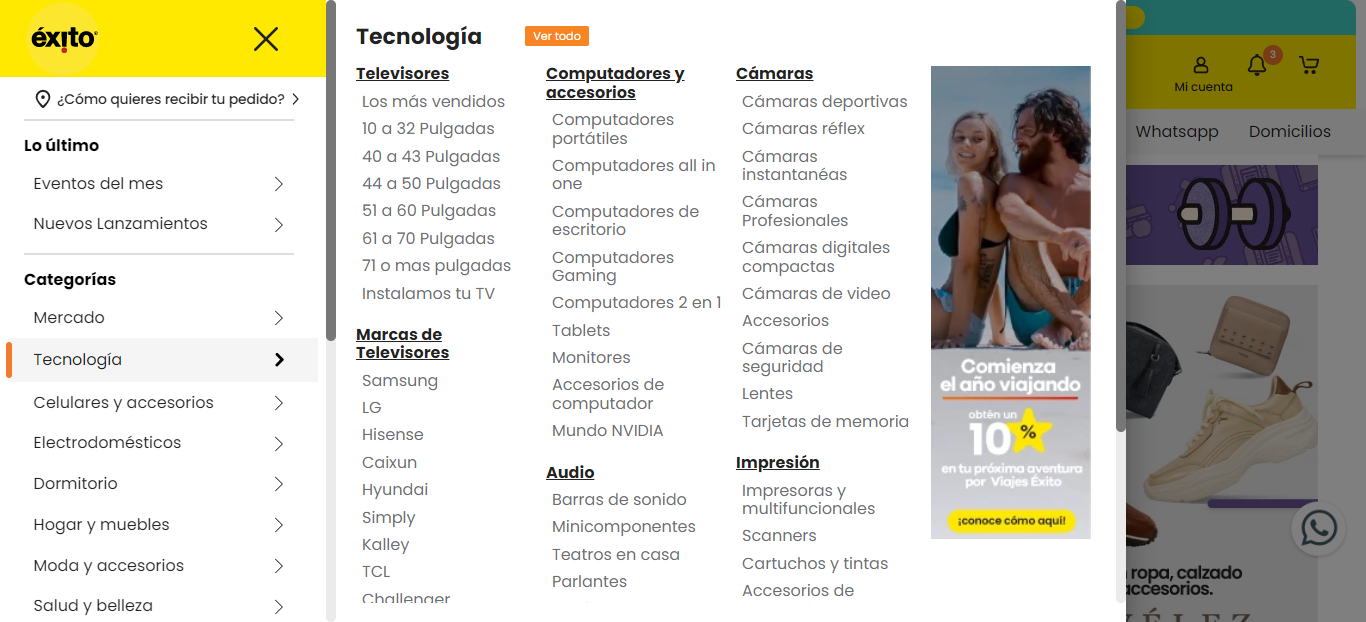 éxito
¿Cómo quieres recibir tu pedido?
Lo último
Eventos del mes
Nuevos Lanzamientos
Categorías
Mercado
Tecnología
Celulares y accesorios
Electrodomésticos
Dormitorio
Hogar y muebles
Moda y accesorios
Salud y belleza
Tecnología
Ver todo
Televisores
Los más vendidos
10 a 32 Pulgadas
40 a 43 Pulgadas
44 a 50 Pulgadas
51 a 60 Pulgadas
61 a 70 Pulgadas
71 o mas pulgadas
Instalamos tu TV
Marcas de
Televisores
Samsung
LG
Hisense
Caixun
Hyundai
Simply
Kalley
TCL
Challenger
Computadores y
accesorios
Computadores
portátiles
Computadores all in
one
Computadores de
escritorio
Computadores
Gaming
Computadores 2 en 1
Tablets
Monitores
Accesorios de
computador
Mundo NVIDIA
Audio
Barras de sonido
Minicomponentes
Teatros en casa
Parlantes
Cámaras
Cámaras deportivas
Cámaras réflex
Cámaras
instantanéas
Cámaras
Profesionales
Cámaras digitales
compactas
Cámaras de video
Accesorios
Cámaras de
seguridad
Lentes
Tarjetas de memoria
Impresión
Impresoras y
multifuncionales
Scanners
Cartuchos y tintas
Accesorios de
Comienza
el año viajando
obtén un
10%
en tu próxima aventura
por Viajes Éxito
¡conoce cómo aquí!
3
Mi cuenta
Whatsapp
Domicilios
ropa, calzado
accesorios.
VÉLEZ